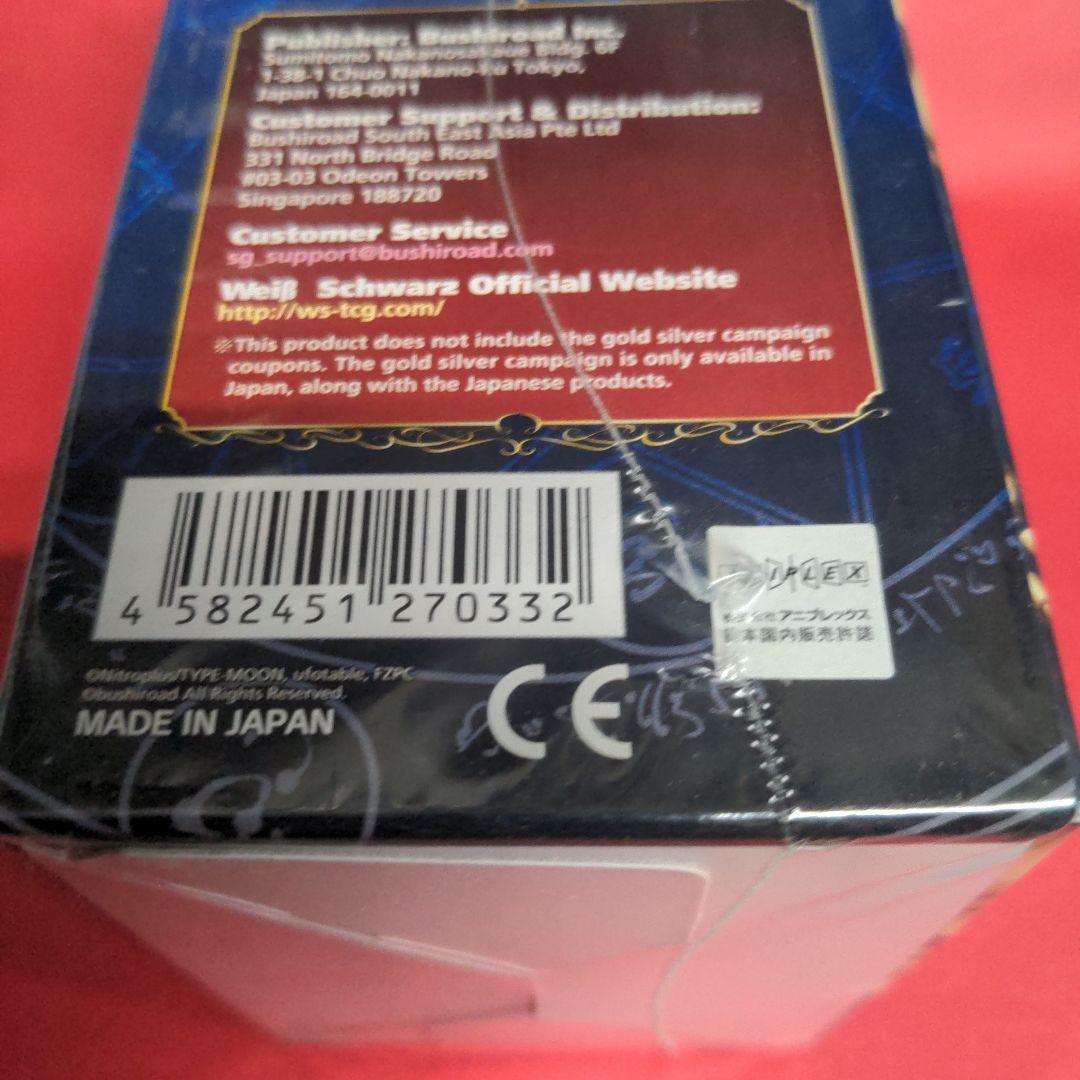 Publisher: Bushiroad Inc.
Sumitomo Nakanosakaue Bldg. 6F
1-38-1 Chuo Nakano-ku Tokyo,
Japan 164-0011
Customer Support & Distribution:
Bushiroad South East Asia Pte Ltd
331 North Bridge Road
#03-03 Odeon Towers
Singapore 188720
Customer Service
sg_support@bushiroad.com
Weiß Schwarz Official Website
http://ws-tcg.com/
※This product does not include the gold silver campaign
coupons. The gold silver campaign is only available in
Japan, along with the Japanese products.
4 582451 270332
IPLEX
アニプレックス
日本国内販売許諾
©Nitroplus/TYPE-MOON, ufotable, FZPC
©bushiroad All Rights Reserved.
MADE IN JAPAN
CE